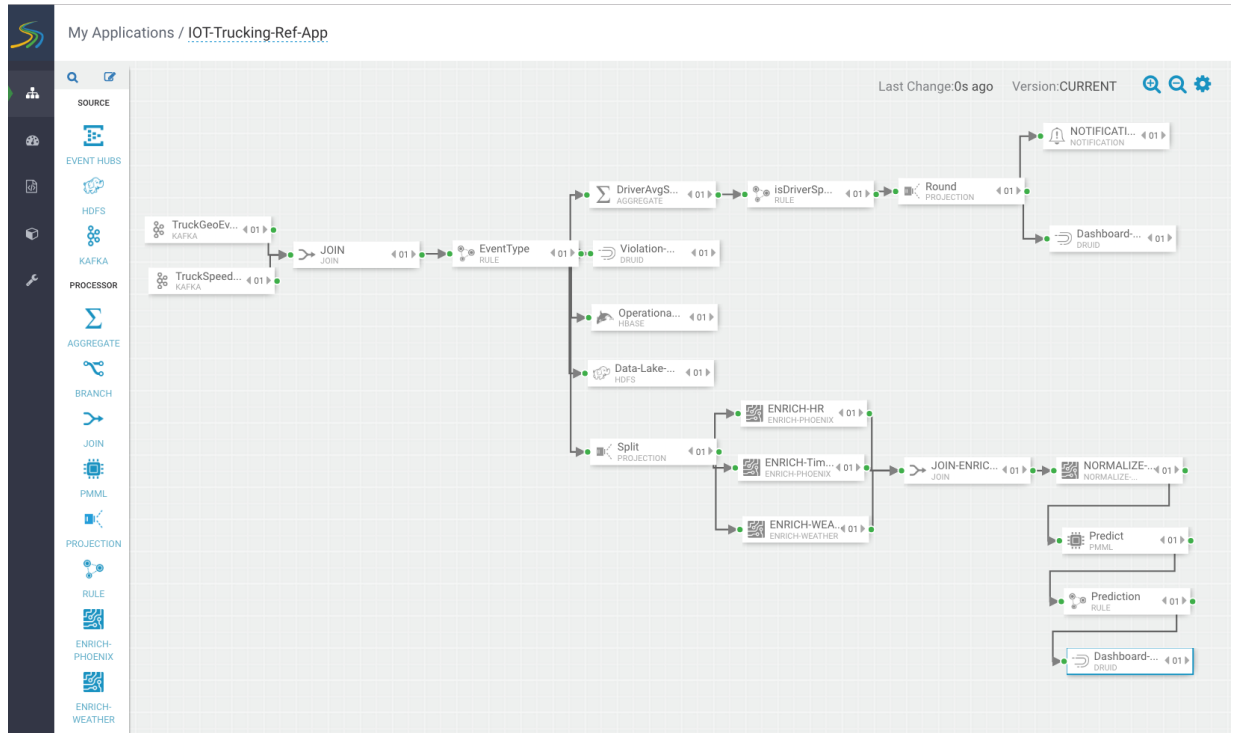 My Applications / IOT-Trucking-Ref-App
Last Change:0s ago Version:CURRENT
SOURCE
EVENT HUBS
HDFS
KAFKA
PROCESSOR
AGGREGATE
BRANCH
JOIN
PMML
PROJECTION
RULE
ENRICH-
PHOENIX
ENRICH-
WEATHER
TruckGeoEv... 01
KAFKA
TruckSpeed... 01
KAFKA
JOIN 01
JOIN
EventType 01
RULE
DriverAvgS... 01
AGGREGATE
isDriverSp... 01
RULE
Round 01
PROJECTION
NOTIFICATI... 01
NOTIFICATION
Dashboard-... 01
DRUID
Violation-... 01
DRUID
Operationa... 01
HBASE
Data-Lake-... 01
HDFS
Split 01
PROJECTION
ENRICH-HR 01
ENRICH-PHOENIX
ENRICH-Tim... 01
ENRICH-PHOENIX
ENRICH-WEA... 01
ENRICH-WEATHER
JOIN-ENRIC... 01
JOIN
NORMALIZE-... 01
NORMALIZE-...
Predict 01
PMML
Prediction 01
RULE
Dashboard-... 01
DRUID